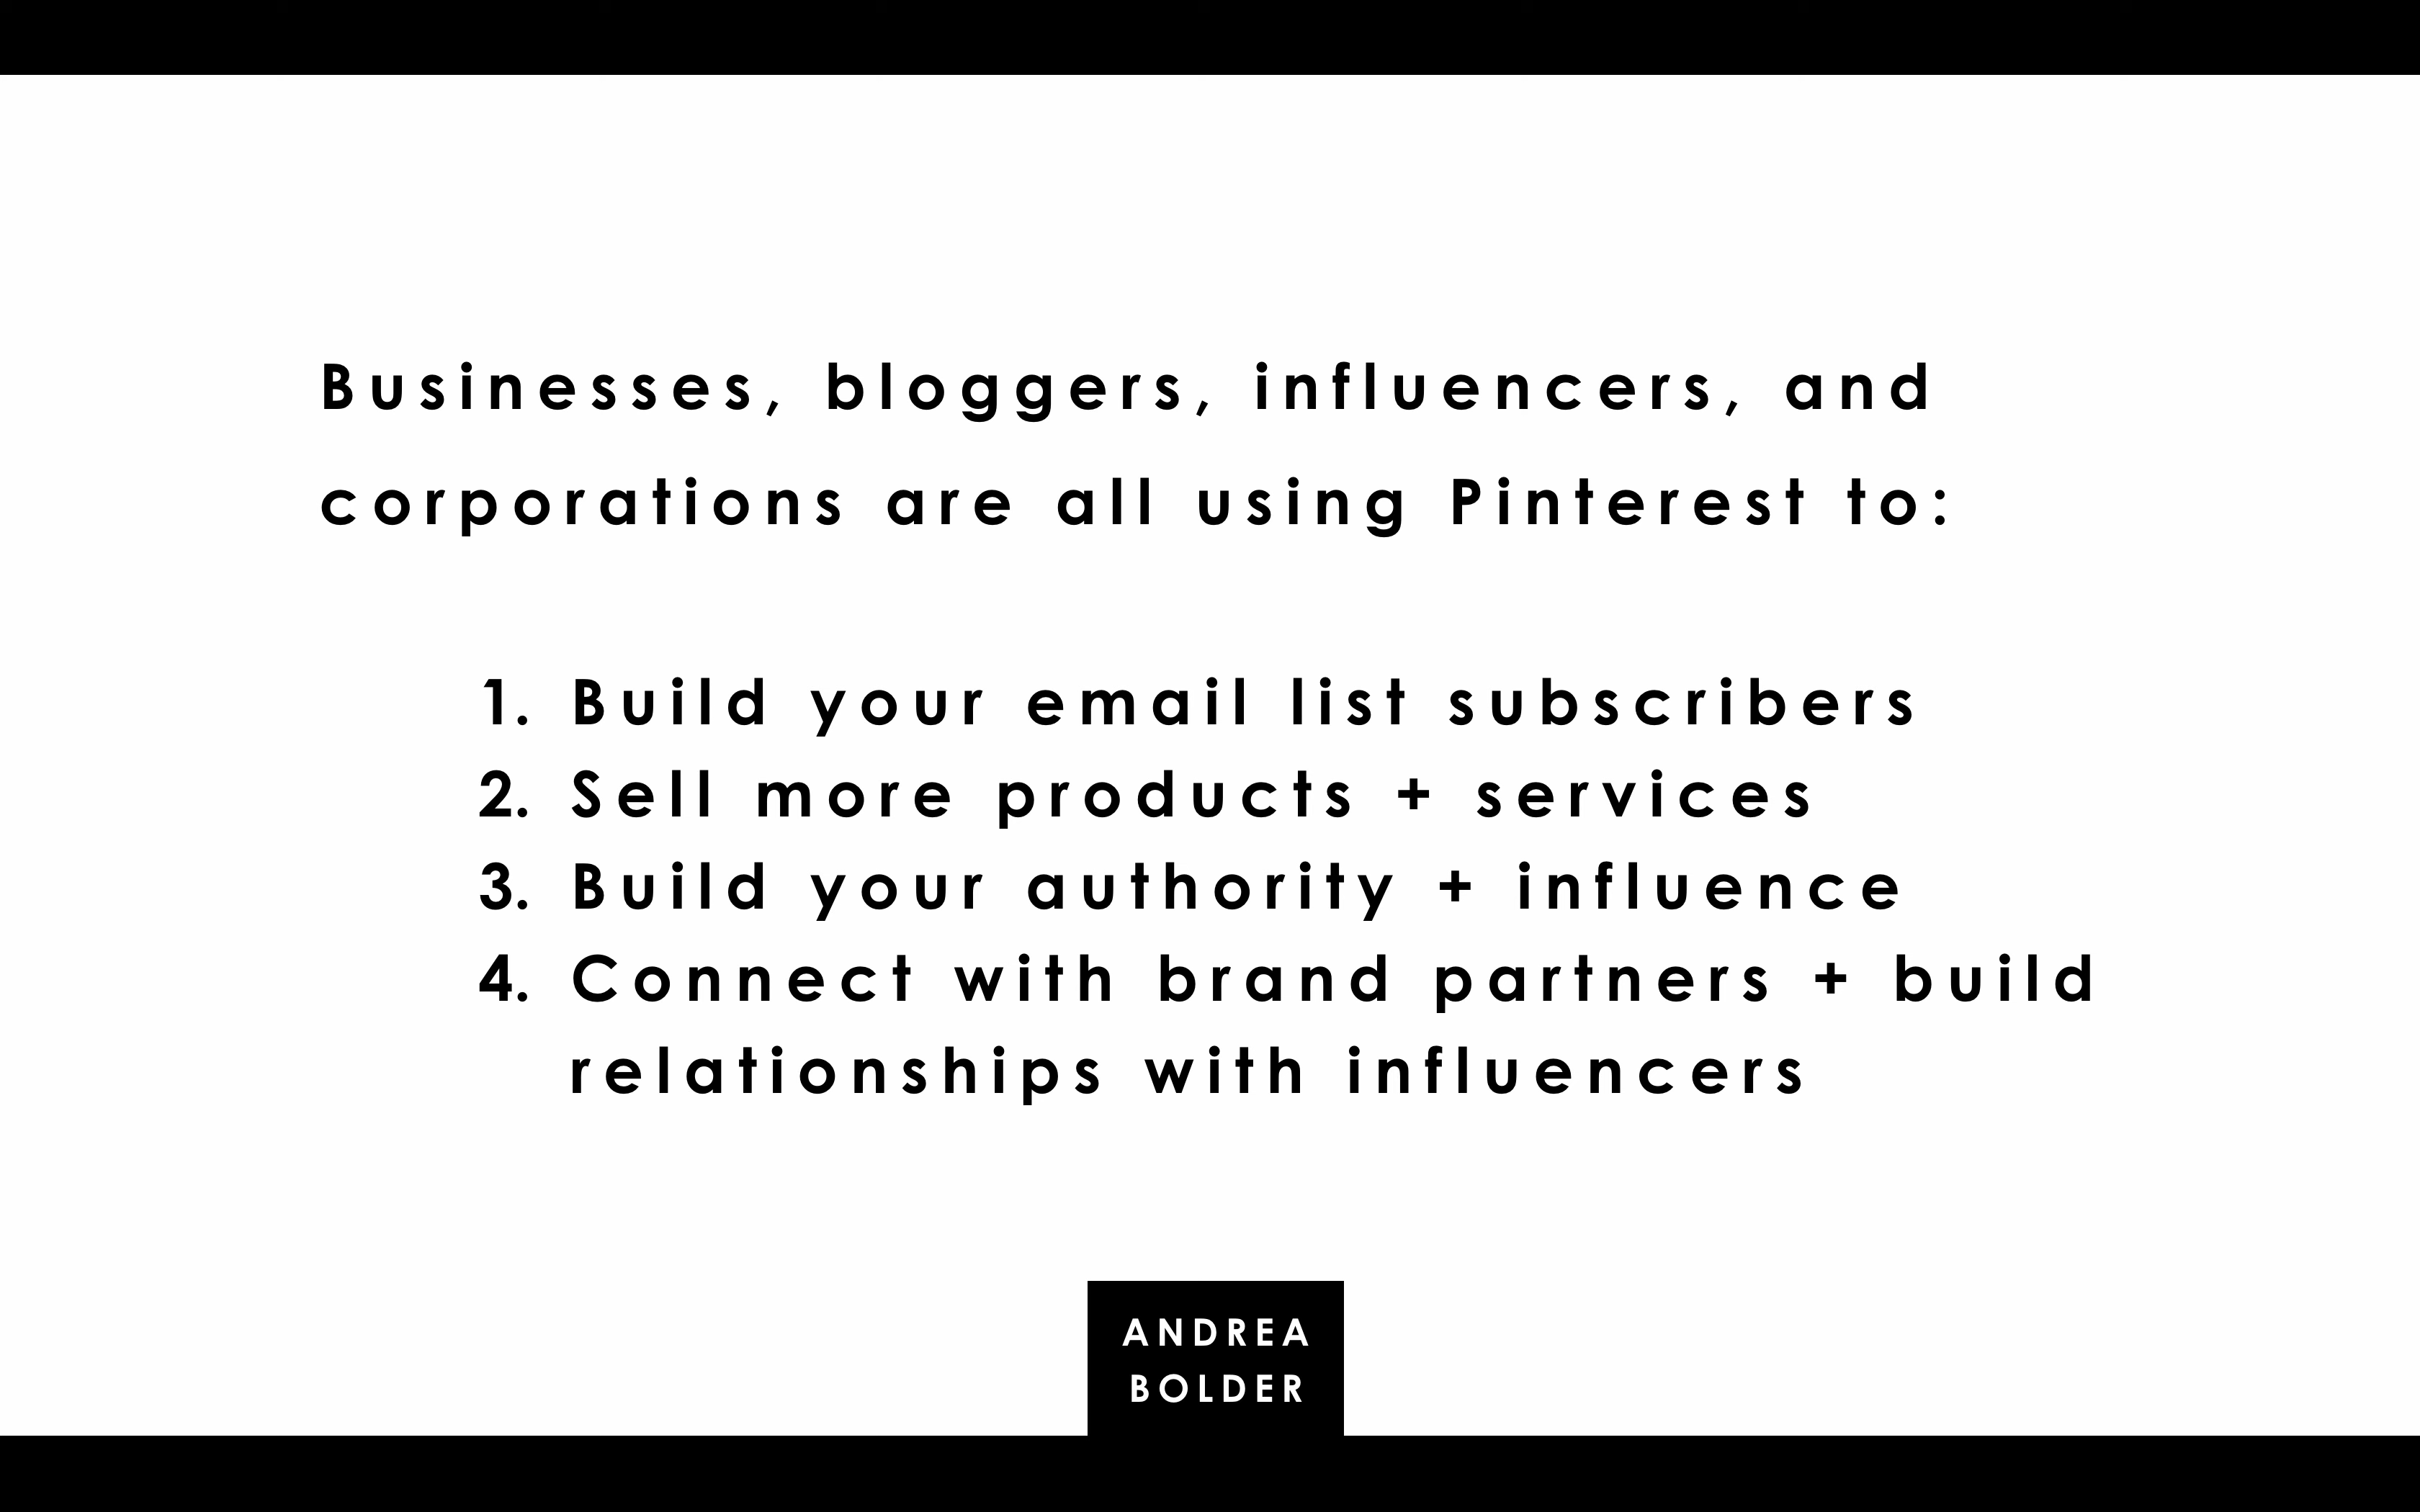 Businesses, bloggers, influencers, and
corporations are all using Pinterest to:
1. Build your email list subscribers
2. Sell more products + services
3. Build your authority + influence
4. Connect with brand partners + build
relationships with influencers
ANDREA
BOLDER